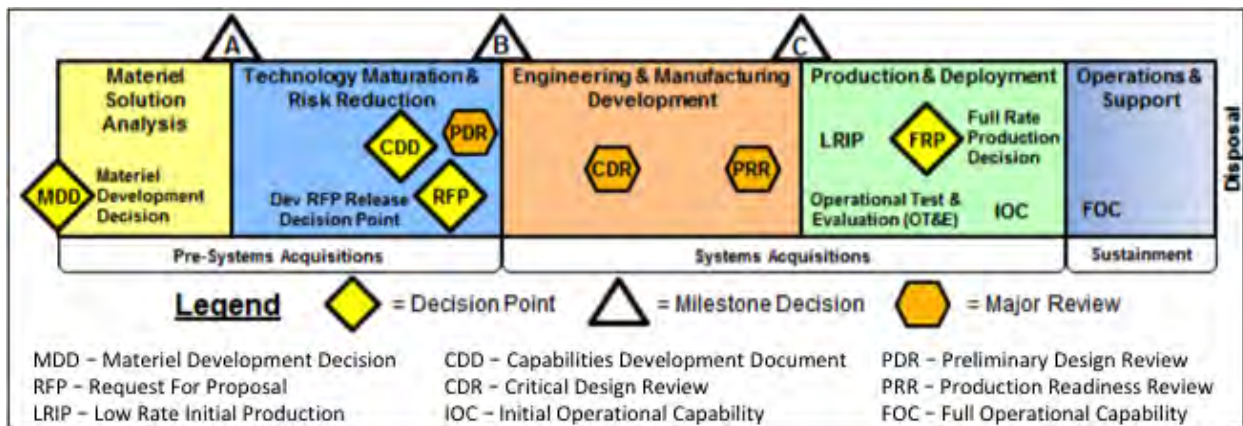 A
B
C
Materiel
Solution
Analysis
Technology Maturation &
Risk Reduction
Engineering & Manufacturing
Development
Production & Deployment
Operations &
Support
Disposal
MDD
Materiel
Development
Decision
CDD
PDR
Dev RFP Release
Decision Point
RFP
CDR
PRR
LRIP
FRP
Full Rate
Production
Decision
Operational Test &
Evaluation (OT&E)
IOC
FOC
Pre-Systems Acquisitions
Systems Acquisitions
Sustainment
Legend
= Decision Point
= Milestone Decision
= Major Review
MDD – Materiel Development Decision
CDD – Capabilities Development Document
PDR – Preliminary Design Review
RFP – Request For Proposal
CDR – Critical Design Review
PRR – Production Readiness Review
LRIP – Low Rate Initial Production
IOC – Initial Operational Capability
FOC – Full Operational Capability